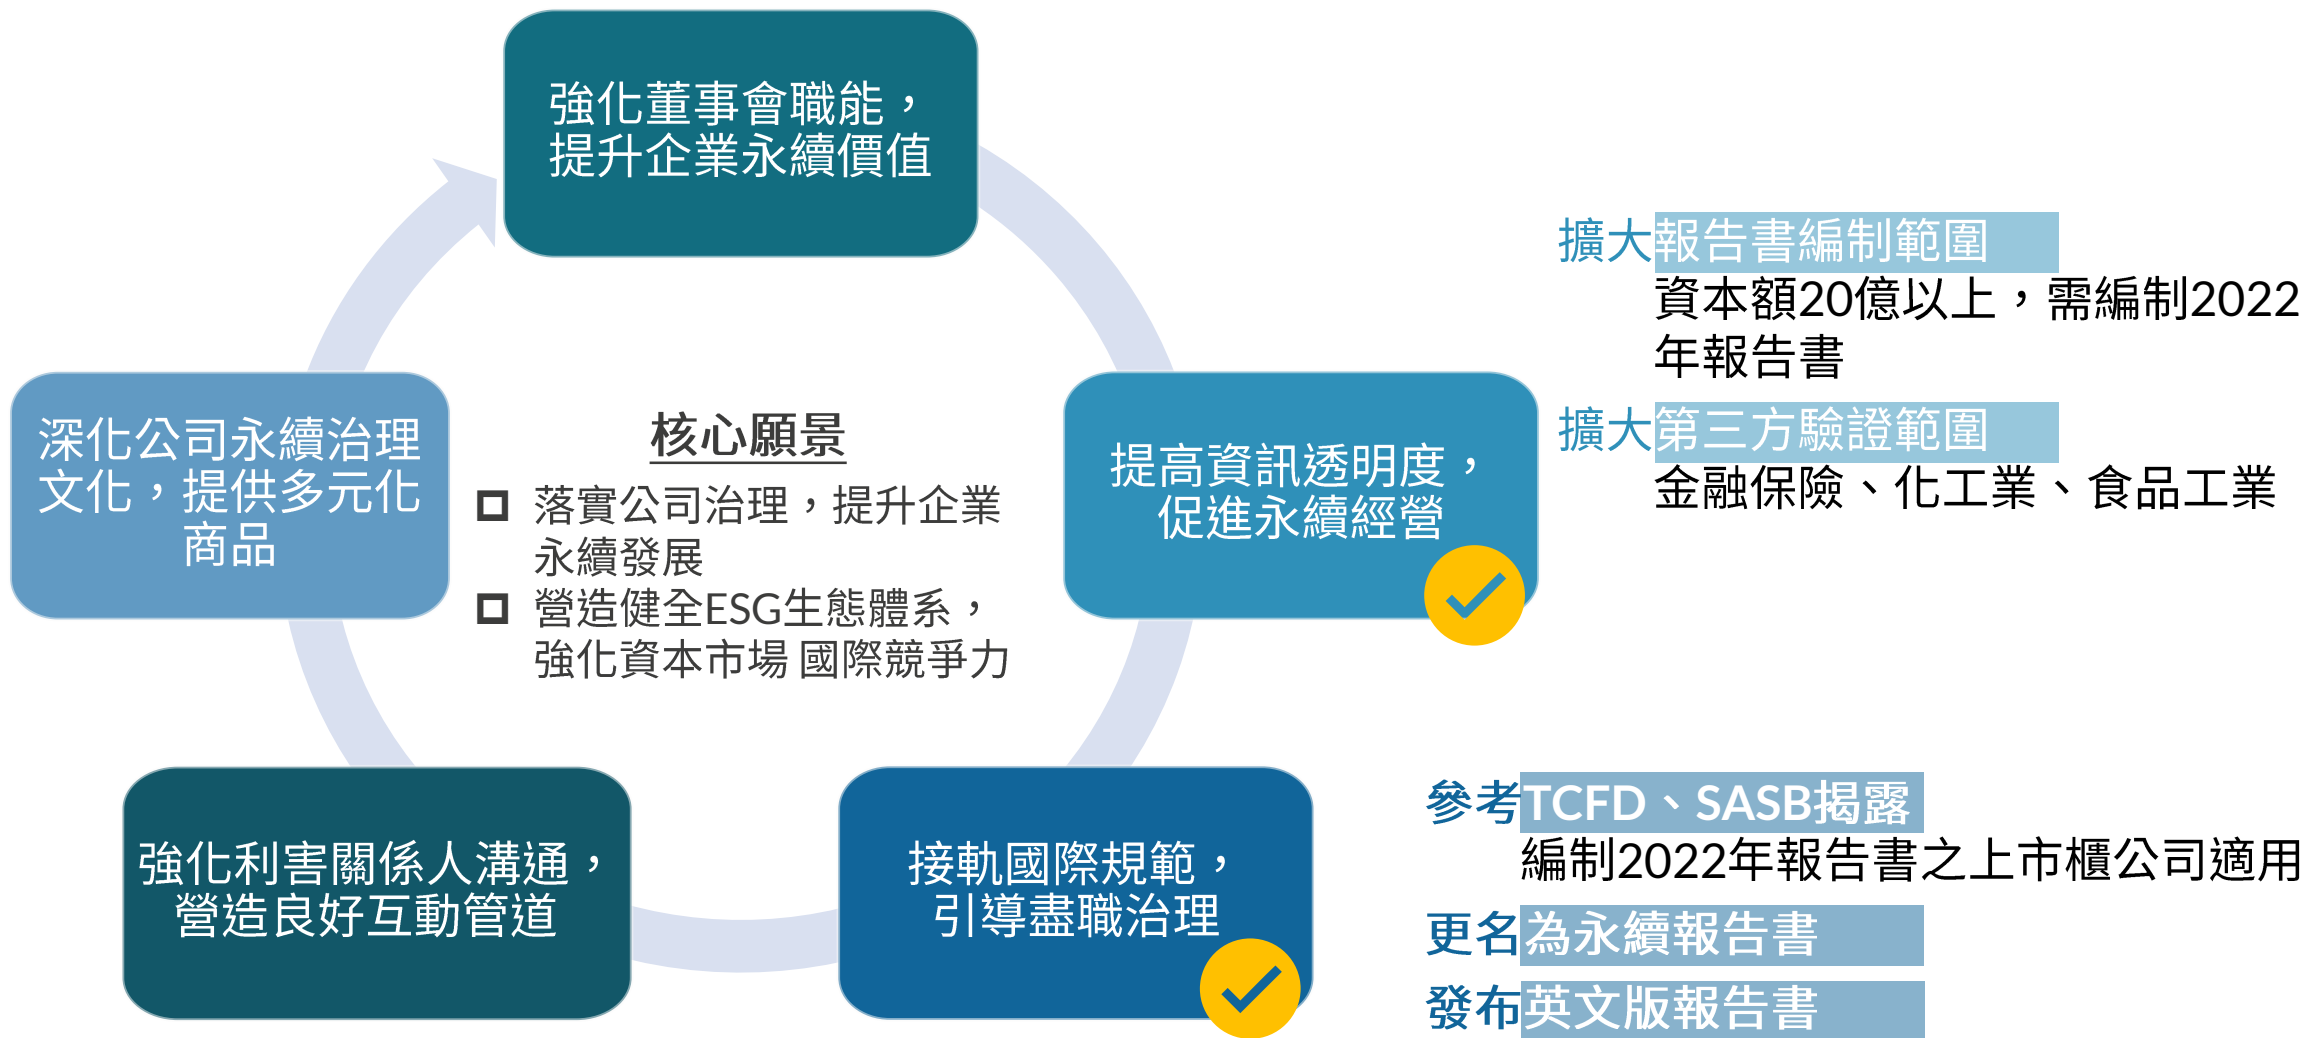 強化董事會職能，
提升企業永續價值
擴大報告書編制範圍
資本額20億以上，需編制2022
年報告書
擴大第三方驗證範圍
金融保險、化工業、食品工業
提高資訊透明度，
促進永續經營
深化公司永續治理
文化，提供多元化
商品
核心願景
落實公司治理，提升企業
永續發展
營造健全ESG生態體系，
強化資本市場 國際競爭力
強化利害關係人溝通，
營造良好互動管道
接軌國際規範，
引導盡職治理
參考TCFD、SASB揭露
編制2022年報告書之上市櫃公司適用
更名為永續報告書
發布英文版報告書